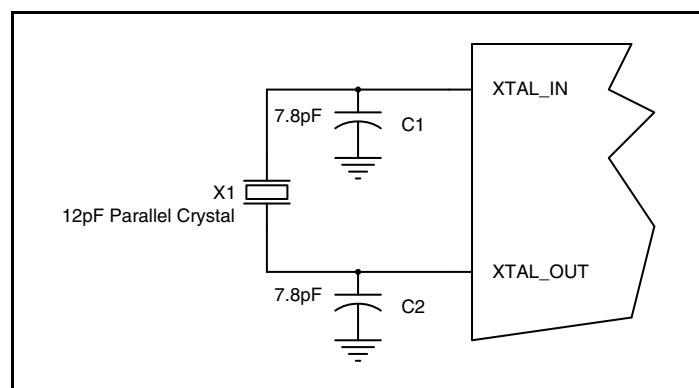 XTAL_IN
7.8pF
C1
X1
12pF Parallel Crystal
XTAL_OUT
7.8pF
C2